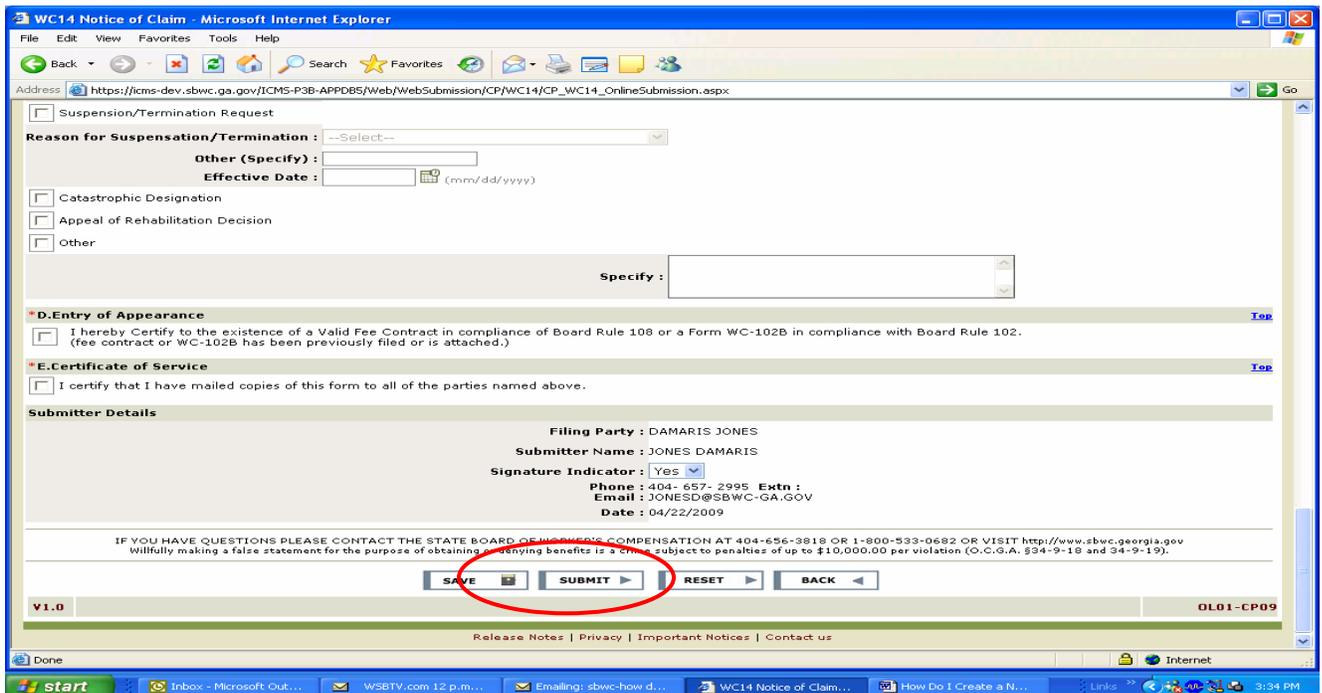 WC14 Notice of Claim - Microsoft Internet Explorer
File Edit View Favorites Tools Help
Back Search Favorites
Address https://icms-dev.sbwc.ga.gov/ICMS-P3B-APPDB5/Web/WebSubmission/CP/WC14/CP_WC14_OnlineSubmission.aspx Go
Suspension/Termination Request
Reason for Suspensation/Termination : --Select--
Other (Specify) :
Effective Date : (mm/dd/yyyy)
Catastrophic Designation
Appeal of Rehabilitation Decision
Other
Specify :
*D.Entry of Appearance Top
I hereby Certify to the existence of a Valid Fee Contract in compliance of Board Rule 108 or a Form WC-102B in compliance with Board Rule 102.
(fee contract or WC-102B has been previously filed or is attached.)
*E.Certificate of Service Top
I certify that I have mailed copies of this form to all of the parties named above.
Submitter Details
Filing Party : DAMARIS JONES
Submitter Name : JONES DAMARIS
Signature Indicator : Yes
Phone : 404- 657- 2995 Extn :
Email : JONESD@SBWC-GA.GOV
Date : 04/22/2009
IF YOU HAVE QUESTIONS PLEASE CONTACT THE STATE BOARD OF WORKER'S COMPENSATION AT 404-656-3818 OR 1-800-533-0682 OR VISIT http://www.sbwc.georgia.gov
Willfully making a false statement for the purpose of obtaining or denying benefits is a crime subject to penalties of up to $10,000.00 per violation (O.C.G.A. §34-9-18 and 34-9-19).
SAVE SUBMIT RESET BACK
V1.0 OL01-CP09
Release Notes | Privacy | Important Notices | Contact us
Done Internet
start Inbox - Microsoft Out... WSBTV.com 12 p.m... Emailing: sbwc-how d... WC14 Notice of Claim... How Do I Create a N... Links » 3:34 PM